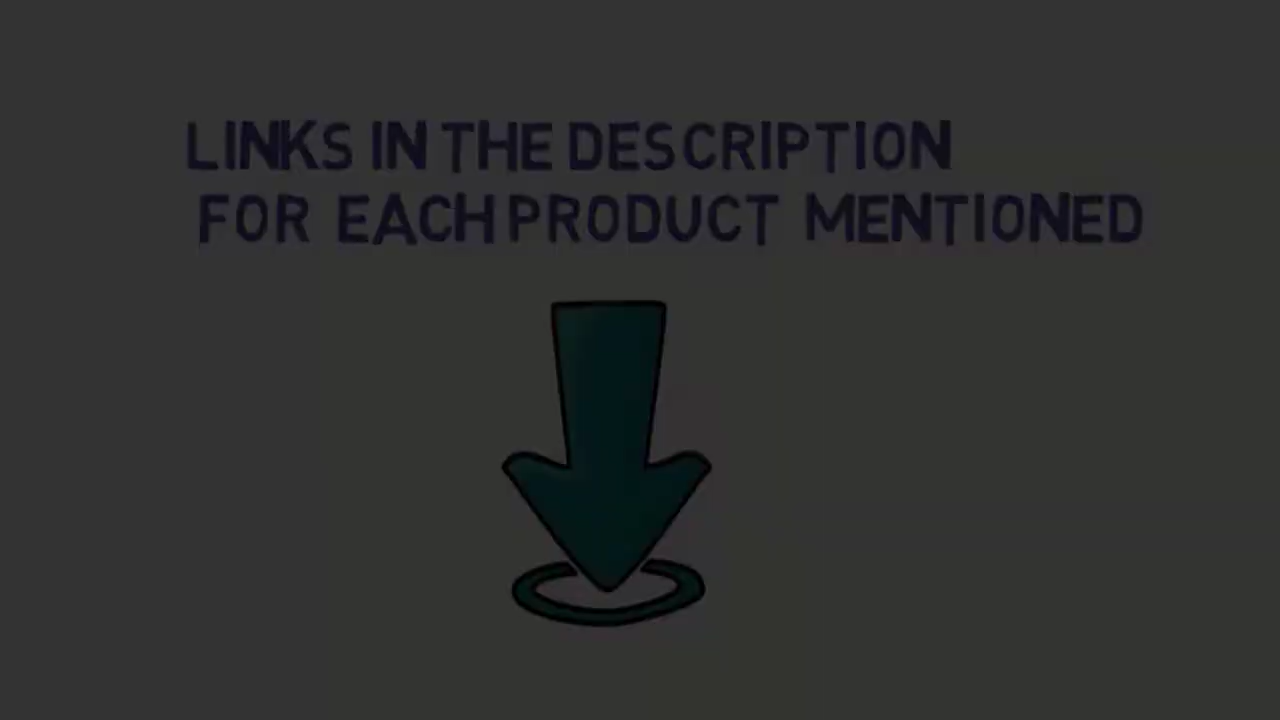 LINKS IN THE DESCRIPTION
FOR EACH PRODUCT MENTIONED